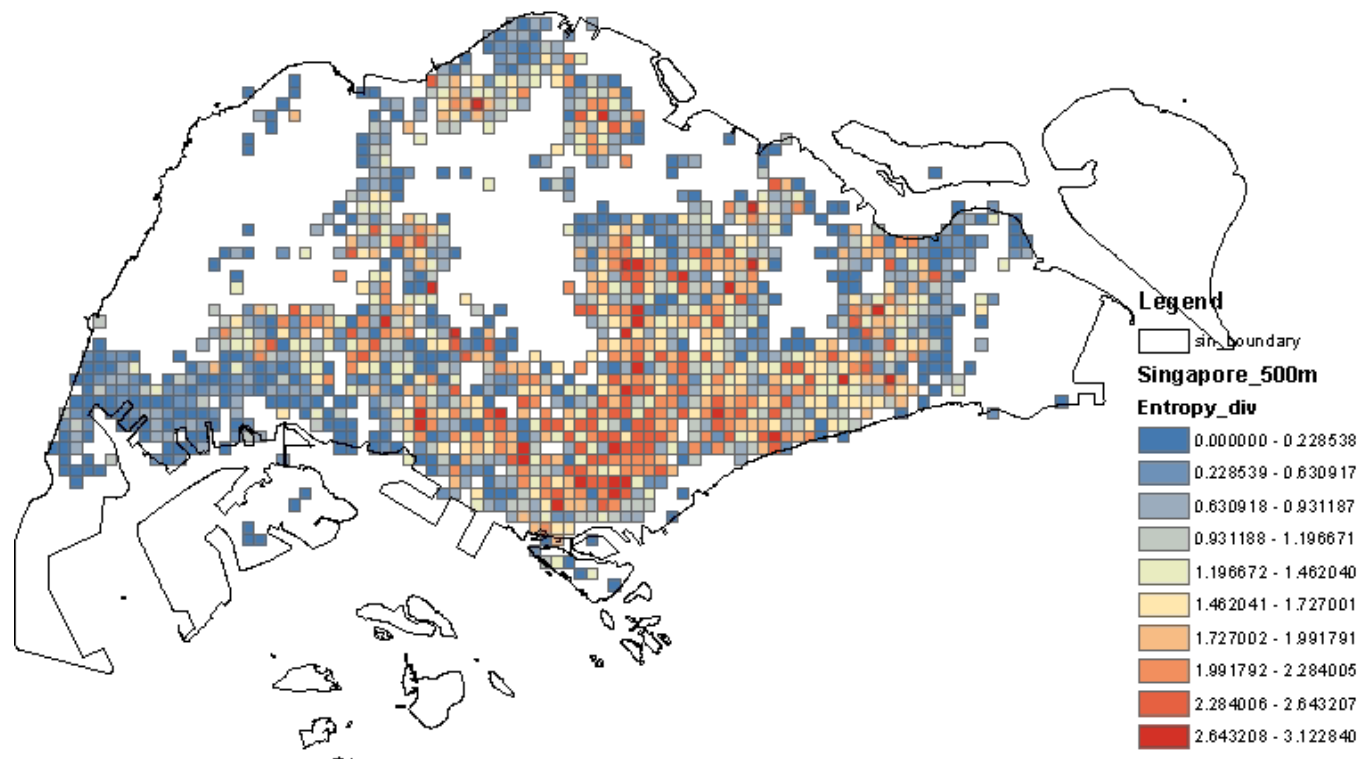 Legend
sin_boundary
Singapore_500m
Entropy_div
0.000000 - 0.228538
0.228539 - 0.630917
0.630918 - 0.931187
0.931188 - 1.196671
1.196672 - 1.462040
1.462041 - 1.727001
1.727002 - 1.991791
1.991792 - 2.284005
2.284006 - 2.643207
2.643208 - 3.122840